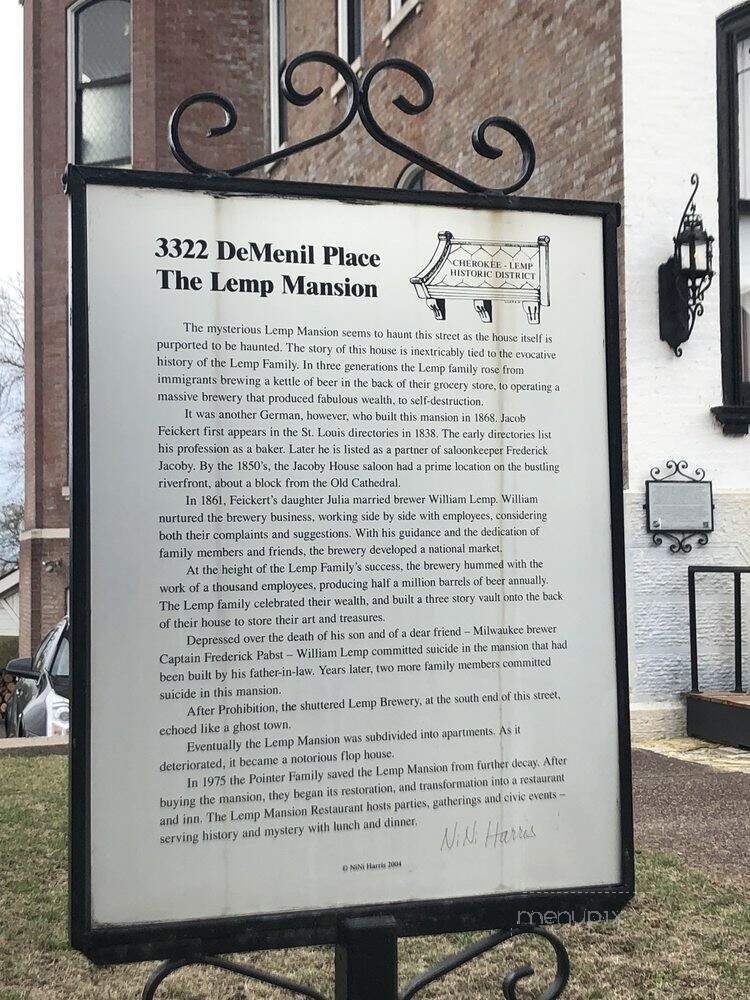 3322 DeMenil Place
The Lemp Mansion
CHEROKEE - LEMP
HISTORIC DISTRICT
The mysterious Lemp Mansion seems to haunt this street as the house itself is
purported to be haunted. The story of this house is inextricably tied to the evocative
history of the Lemp Family. In three generations the Lemp family rose from
immigrants brewing a kettle of beer in the back of their grocery store, to operating a
massive brewery that produced fabulous wealth, to self-destruction.
It was another German, however, who built this mansion in 1868. Jacob
Feickert first appears in the St. Louis directories in 1838. The early directories list
his profession as a baker. Later he is listed as a partner of saloonkeeper Frederick
Jacoby. By the 1850's, the Jacoby House saloon had a prime location on the bustling
riverfront, about a block from the Old Cathedral.
In 1861, Feickert's daughter Julia married brewer William Lemp. William
nurtured the brewery business, working side by side with employees, considering
both their complaints and suggestions. With his guidance and the dedication of
family members and friends, the brewery developed a national market.
At the height of the Lemp Family's success, the brewery hummed with the
work of a thousand employees, producing half a million barrels of beer annually.
The Lemp family celebrated their wealth, and built a three story vault onto the back
of their house to store their art and treasures.
Depressed over the death of his son and of a dear friend – Milwaukee brewer
Captain Frederick Pabst – William Lemp committed suicide in the mansion that had
been built by his father-in-law. Years later, two more family members committed
suicide in this mansion.
After Prohibition, the shuttered Lemp Brewery, at the south end of this street,
echoed like a ghost town.
Eventually the Lemp Mansion was subdivided into apartments. As it
deteriorated, it became a notorious flop house.
In 1975 the Pointer Family saved the Lemp Mansion from further decay. After
buying the mansion, they began its restoration, and transformation into a restaurant
and inn. The Lemp Mansion Restaurant hosts parties, gatherings and civic events –
serving history and mystery with lunch and dinner.
NiNi Harris
© NiNi Harris 2004
menupix